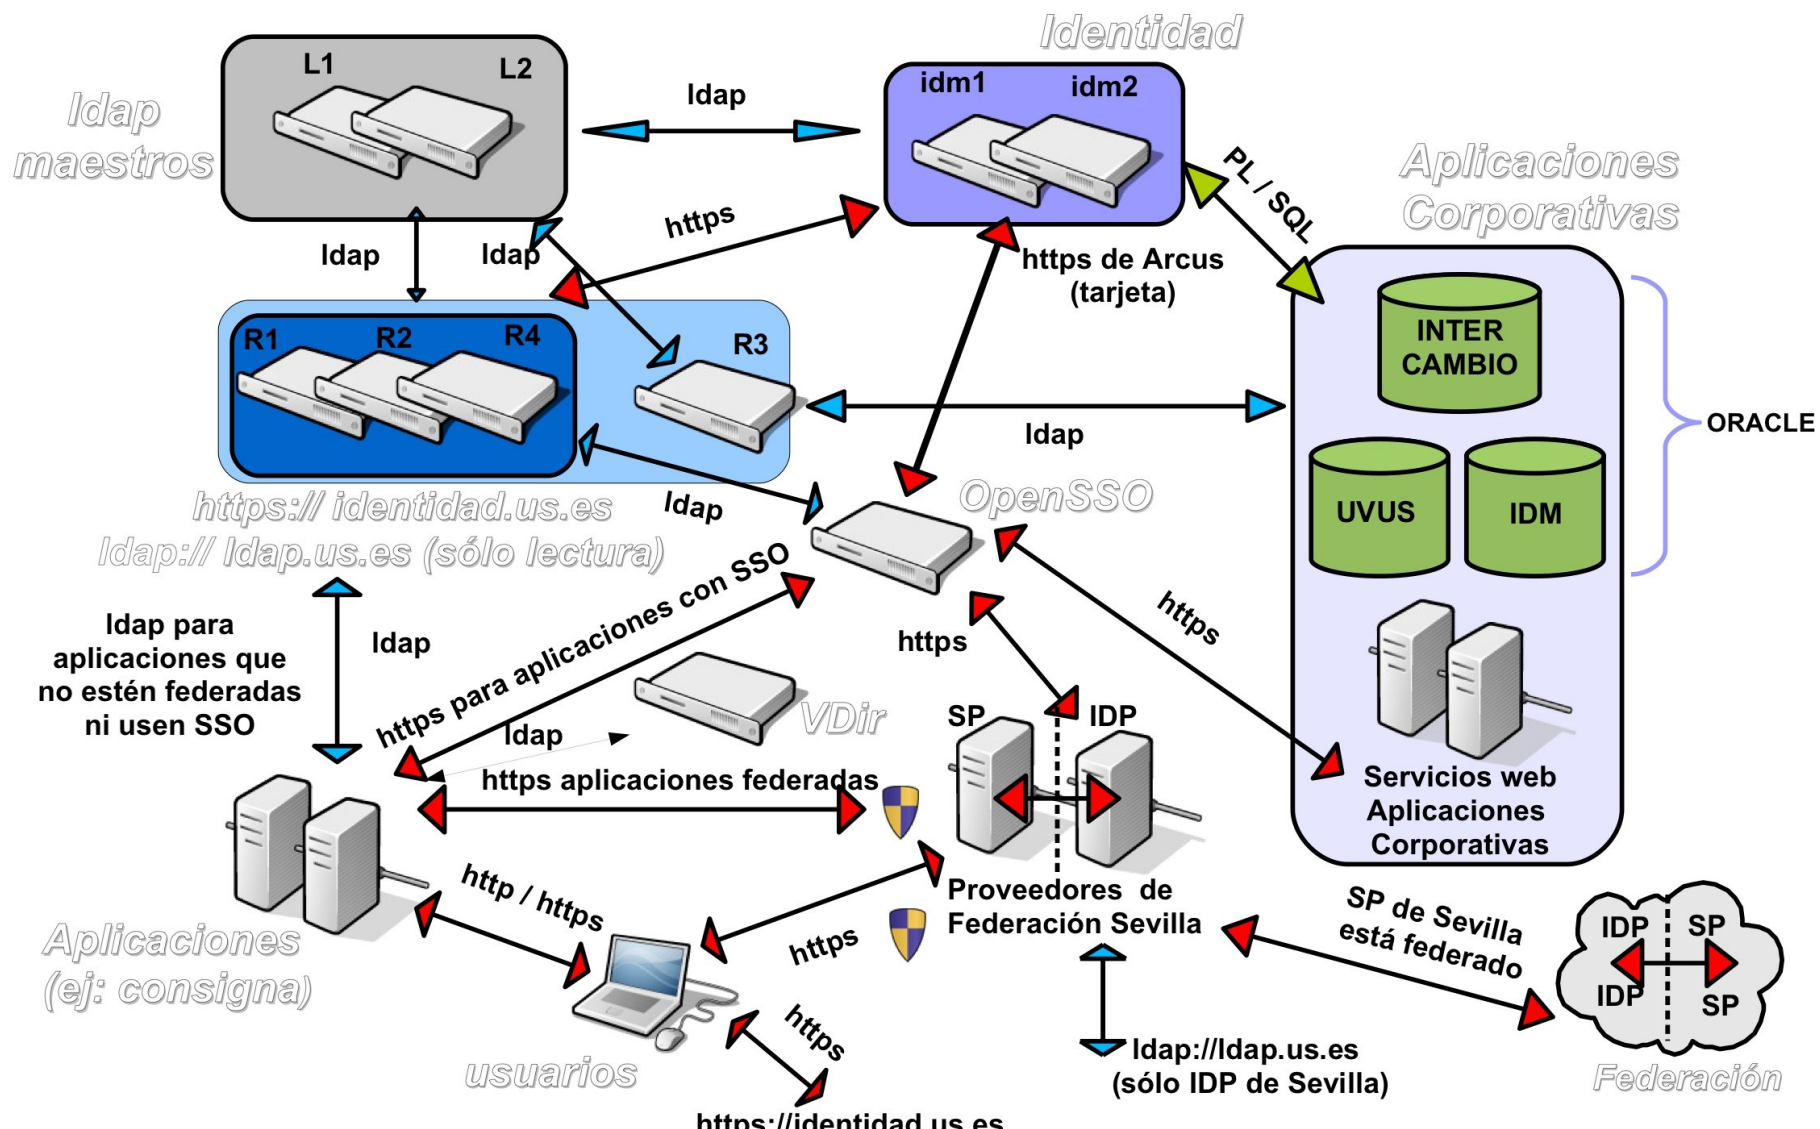 Identidad
L1
L2
ldap
maestros
ldap
idm1
idm2
PL / SQL
Aplicaciones
Corporativas
https
ldap
ldap
https de Arcus
(tarjeta)
R1
R2
R4
R3
INTER
CAMBIO
ORACLE
ldap
UVUS
IDM
https:// identidad.us.es
ldap:// ldap.us.es (sólo lectura)
ldap
OpenSSO
ldap para
aplicaciones que
no estén federadas
ni usen SSO
ldap
https para aplicaciones con SSO
https
https
VDir
ldap
SP
IDP
https aplicaciones federadas
Servicios web
Aplicaciones
Corporativas
http / https
Proveedores de
Federación Sevilla
SP de Sevilla
está federado
IDP
SP
IDP
SP
Federación
Aplicaciones
(ej: consigna)
https
usuarios
https
ldap://ldap.us.es
(sólo IDP de Sevilla)
https://identidad.us.es